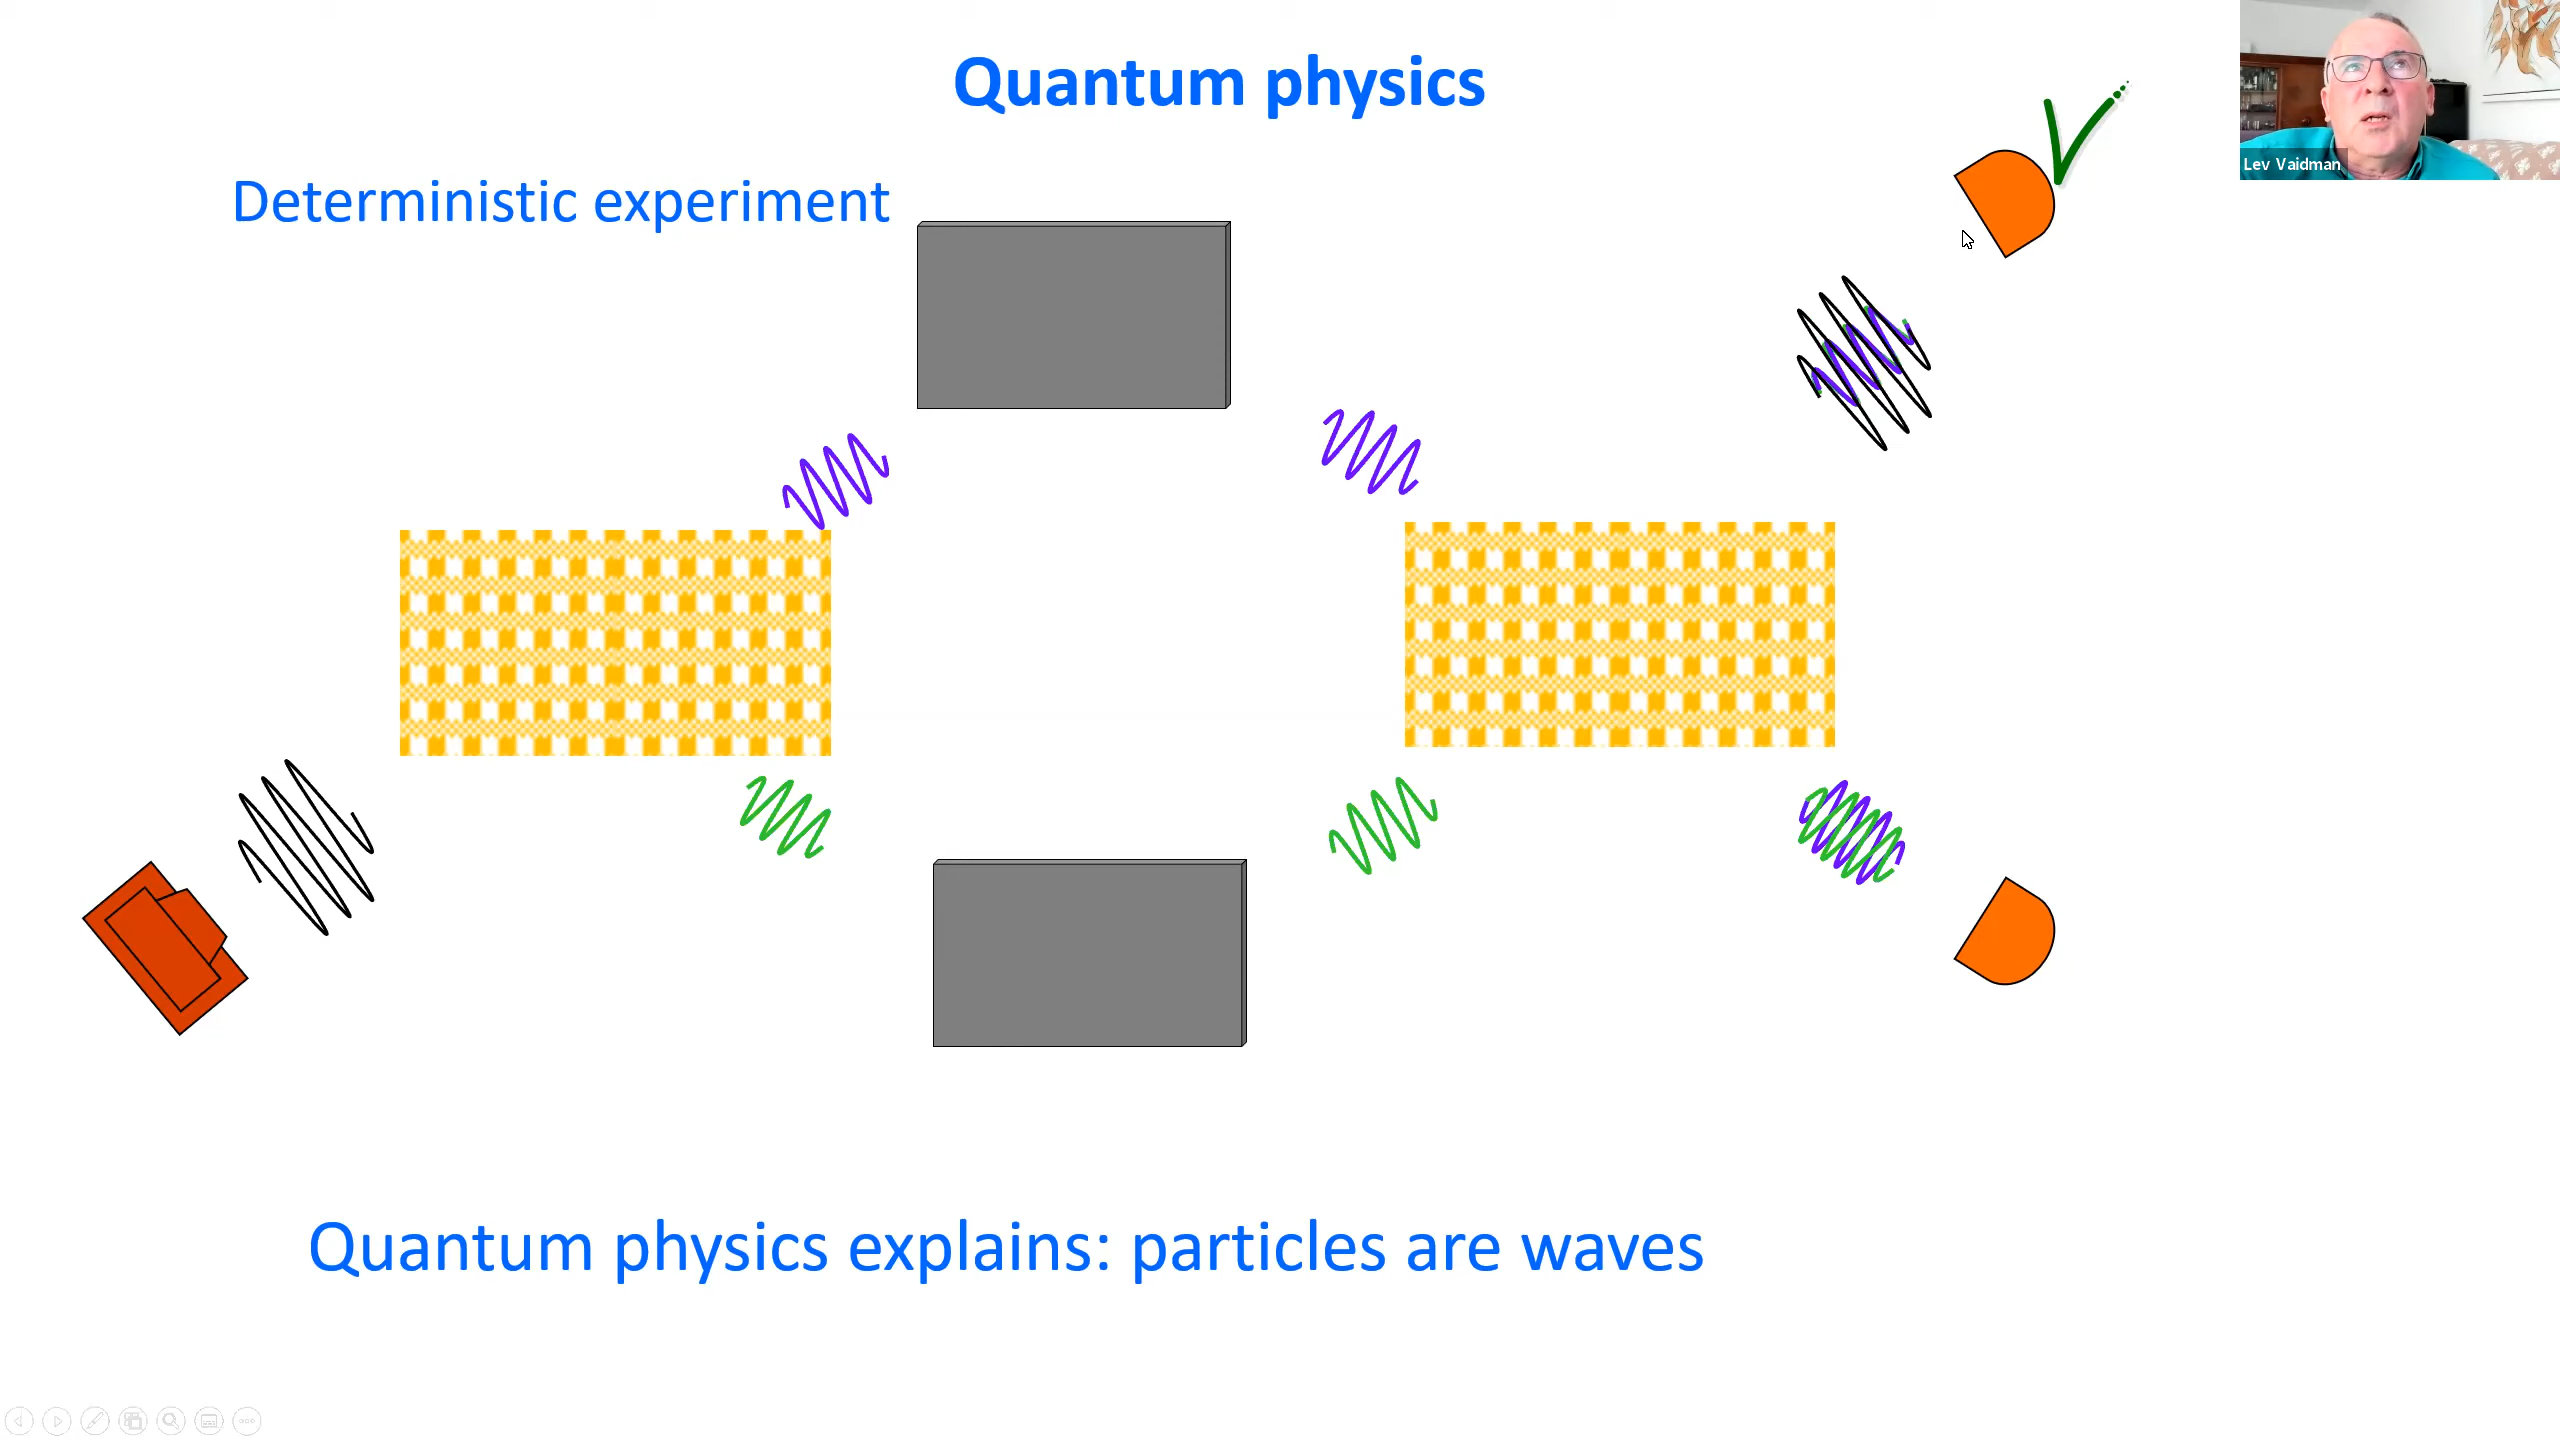 Quantum physics
Deterministic experiment
Lev Vaidman
Quantum physics explains: particles are waves